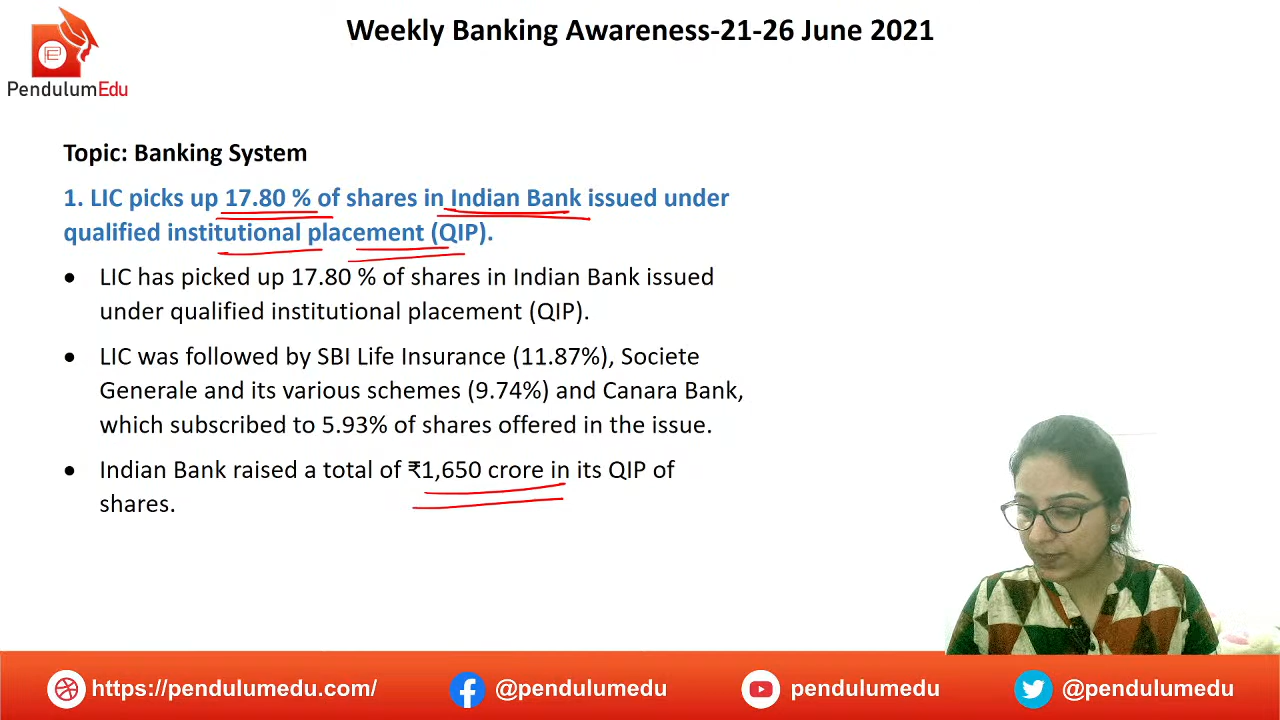 Weekly Banking Awareness-21-26 June 2021
PendulumEdu
Topic: Banking System
1. LIC picks up 17.80 % of shares in Indian Bank issued under
qualified institutional placement (QIP).
• LIC has picked up 17.80 % of shares in Indian Bank issued
under qualified institutional placement (QIP).
• LIC was followed by SBI Life Insurance (11.87%), Societe
Generale and its various schemes (9.74%) and Canara Bank,
which subscribed to 5.93% of shares offered in the issue.
• Indian Bank raised a total of ₹1,650 crore in its QIP of
shares.
https://pendulumedu.com/ @pendulumedu pendulumedu @pendulumedu